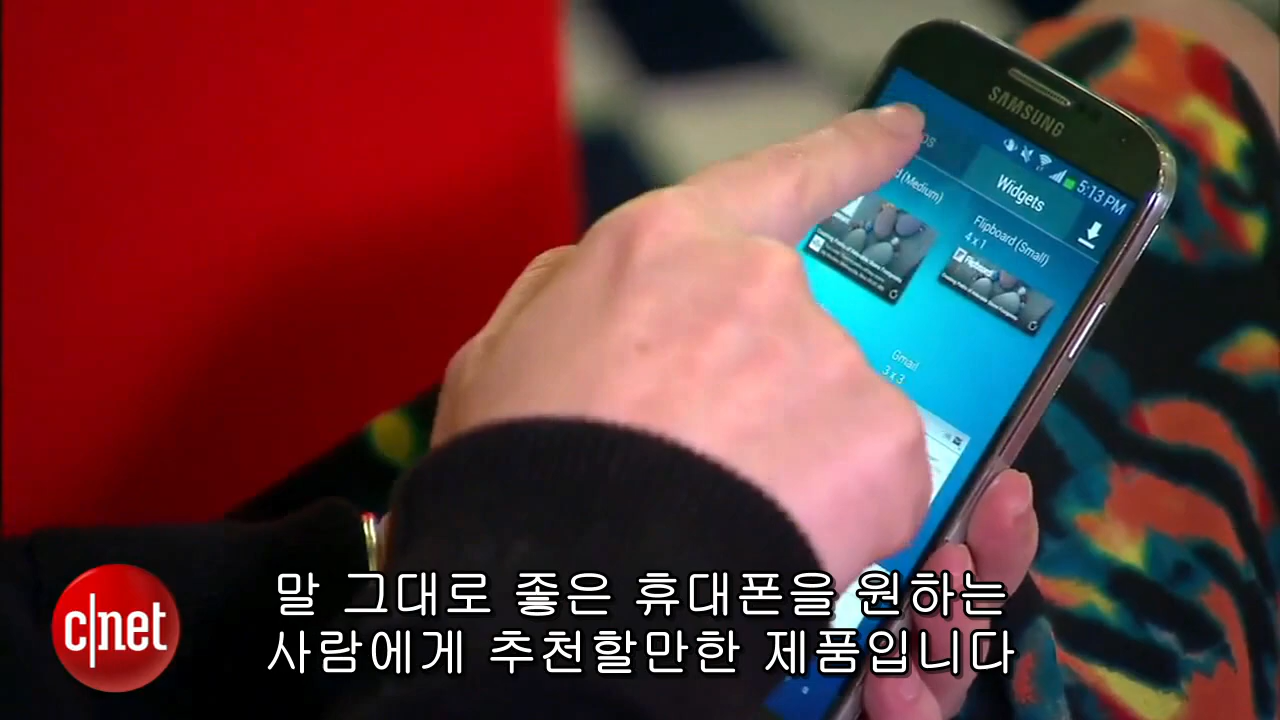 SAMSUNG
5:13 PM
Widgets
(Medium)
Flipboard (Small)
4 x 1
Flipboard
Gmail
3 x 3
c|net
말 그대로 좋은 휴대폰을 원하는
사람에게 추천할만한 제품입니다